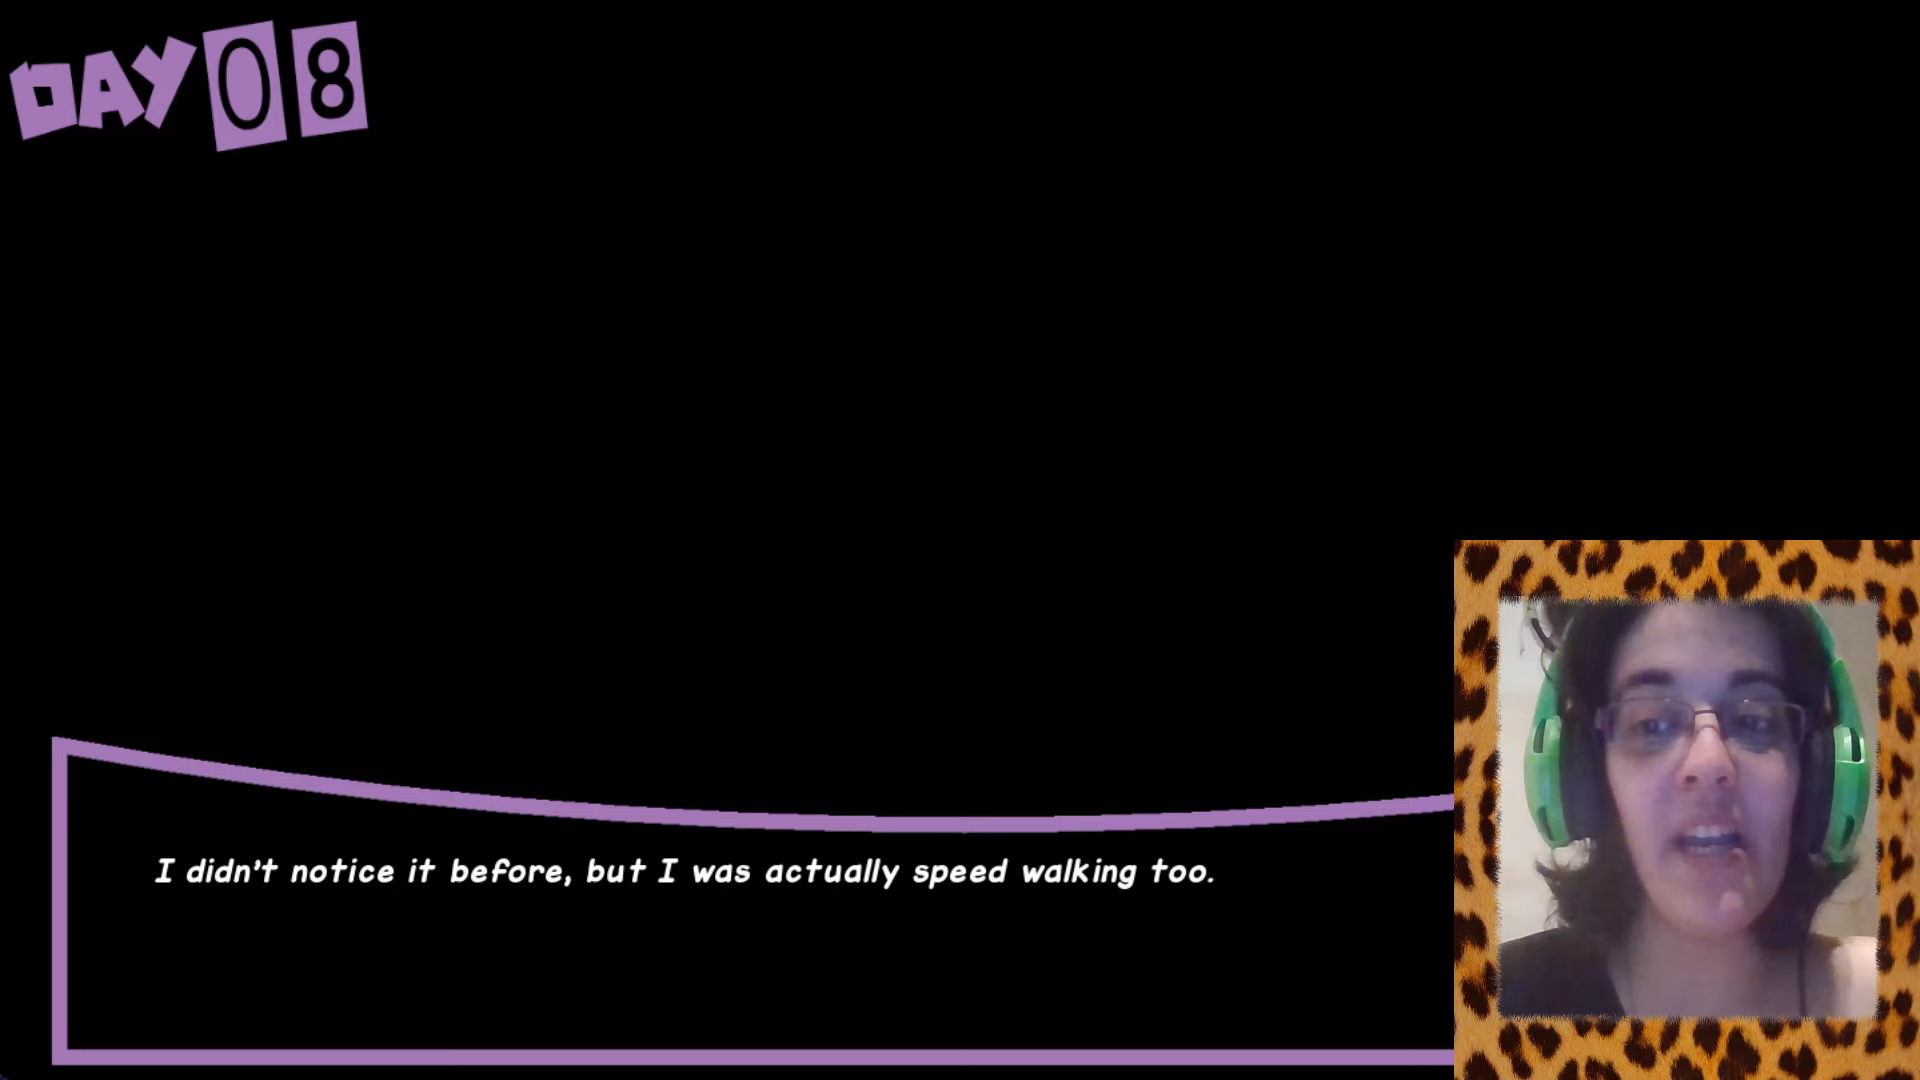 DAY 08
I didn't notice it before, but I was actually speed walking too.